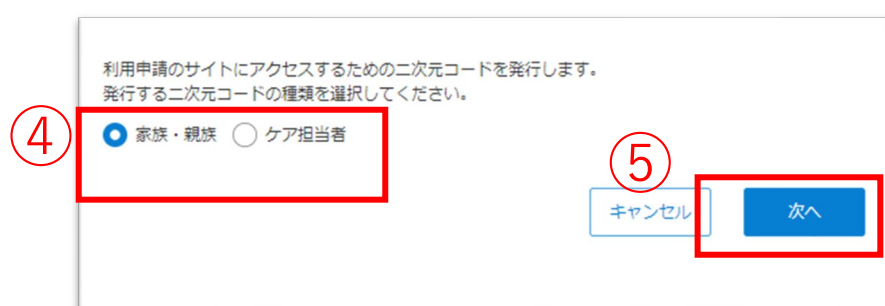 利用申請のサイトにアクセスするための二次元コードを発行します。
発行する二次元コードの種類を選択してください。
④ 家族・親族 ケア担当者
⑤
キャンセル 次へ